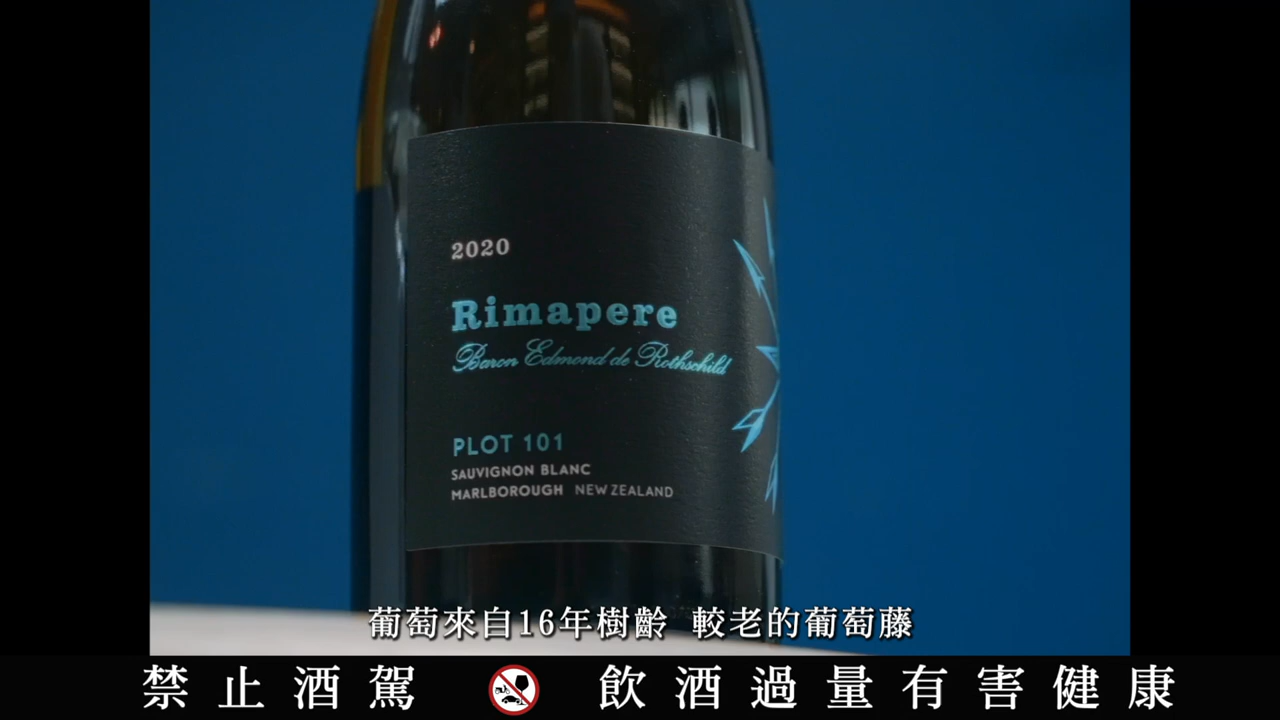 2020
Rimapere
Baron Edmond de Rothschild
PLOT 101
SAUVIGNON BLANC
MARLBOROUGH NEW ZEALAND
葡萄來自16年樹齡 較老的葡萄藤
禁止酒駕 飲酒過量有害健康